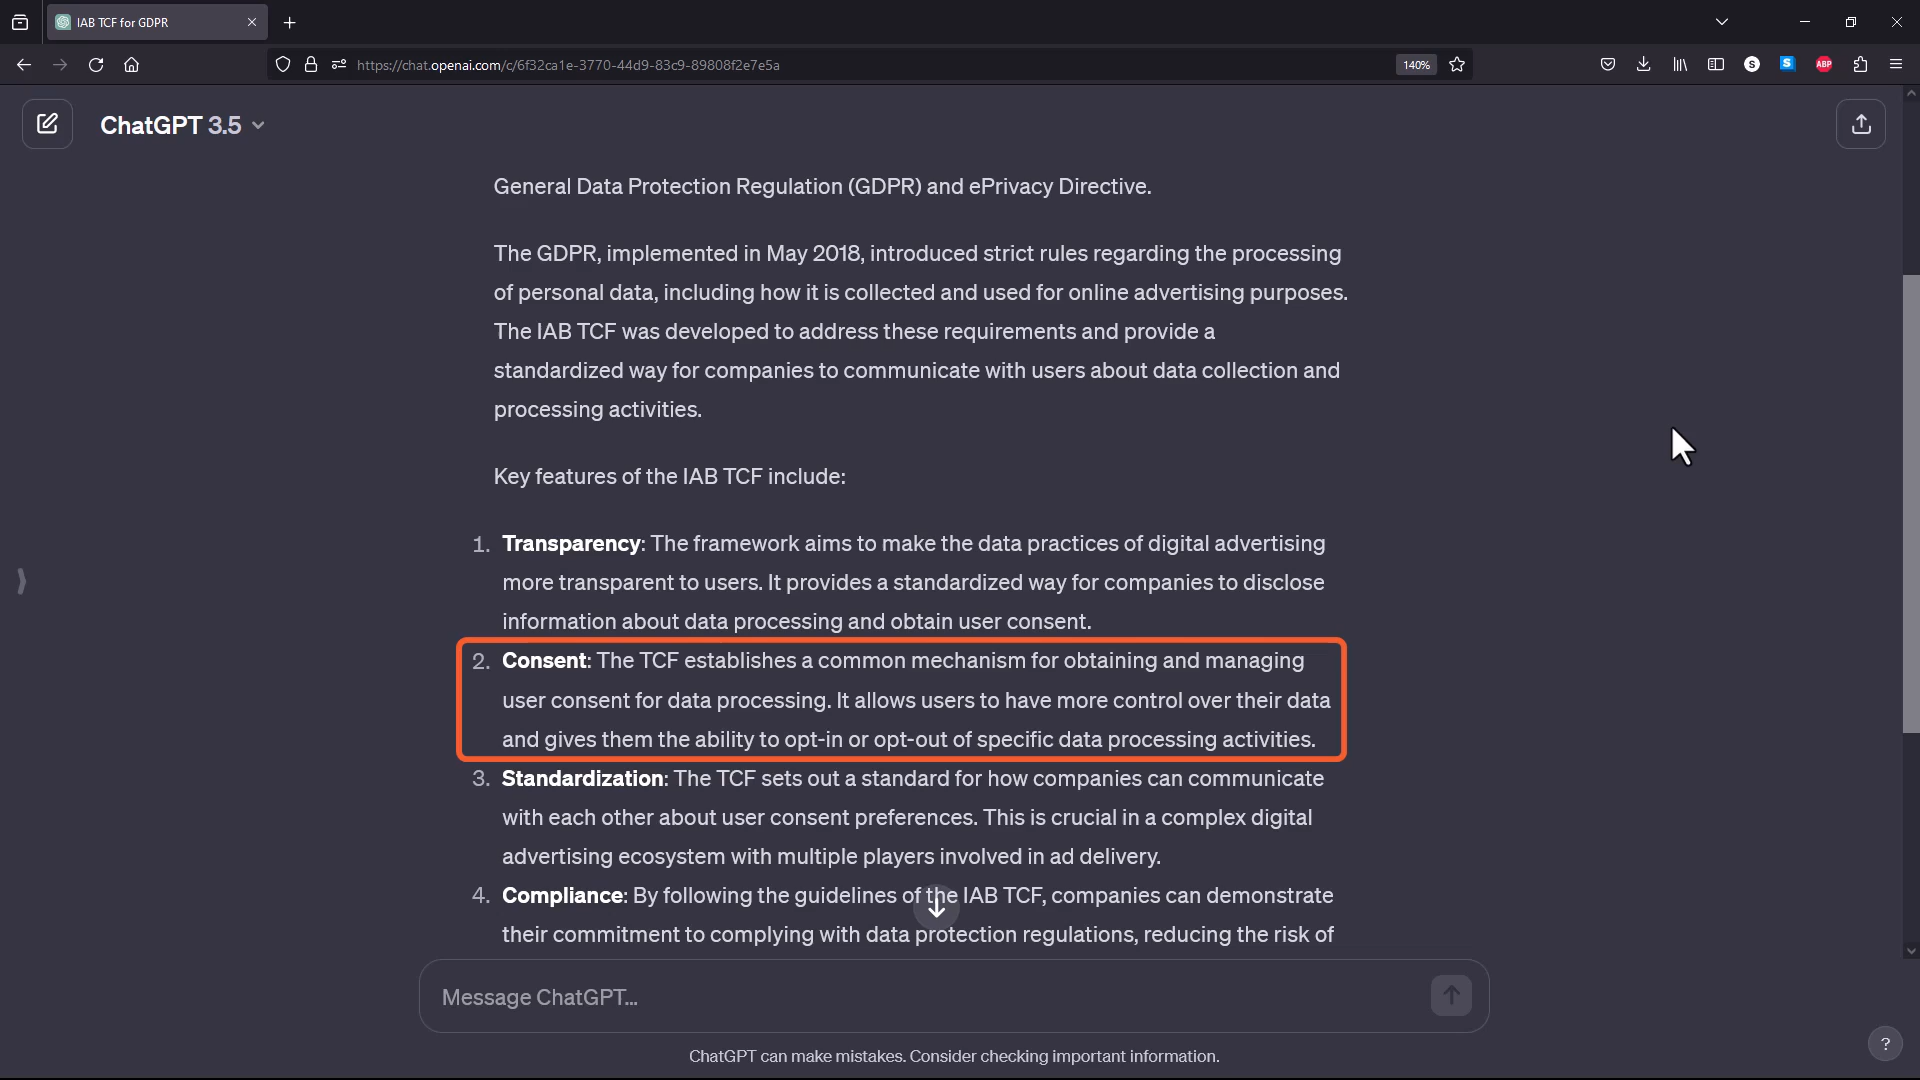 IAB TCF for GDPR
https://chat.openai.com/c/6f32ca1e-3770-44d9-83c9-89808f2e7e5a
140%
S
S
ABP
ChatGPT 3.5
General Data Protection Regulation (GDPR) and ePrivacy Directive.
The GDPR, implemented in May 2018, introduced strict rules regarding the processing
of personal data, including how it is collected and used for online advertising purposes.
The IAB TCF was developed to address these requirements and provide a
standardized way for companies to communicate with users about data collection and
processing activities.
Key features of the IAB TCF include:
1. Transparency: The framework aims to make the data practices of digital advertising
more transparent to users. It provides a standardized way for companies to disclose
information about data processing and obtain user consent.
2. Consent: The TCF establishes a common mechanism for obtaining and managing
user consent for data processing. It allows users to have more control over their data
and gives them the ability to opt-in or opt-out of specific data processing activities.
3. Standardization: The TCF sets out a standard for how companies can communicate
with each other about user consent preferences. This is crucial in a complex digital
advertising ecosystem with multiple players involved in ad delivery.
4. Compliance: By following the guidelines of the IAB TCF, companies can demonstrate
their commitment to complying with data protection regulations, reducing the risk of
Message ChatGPT...
ChatGPT can make mistakes. Consider checking important information.
?